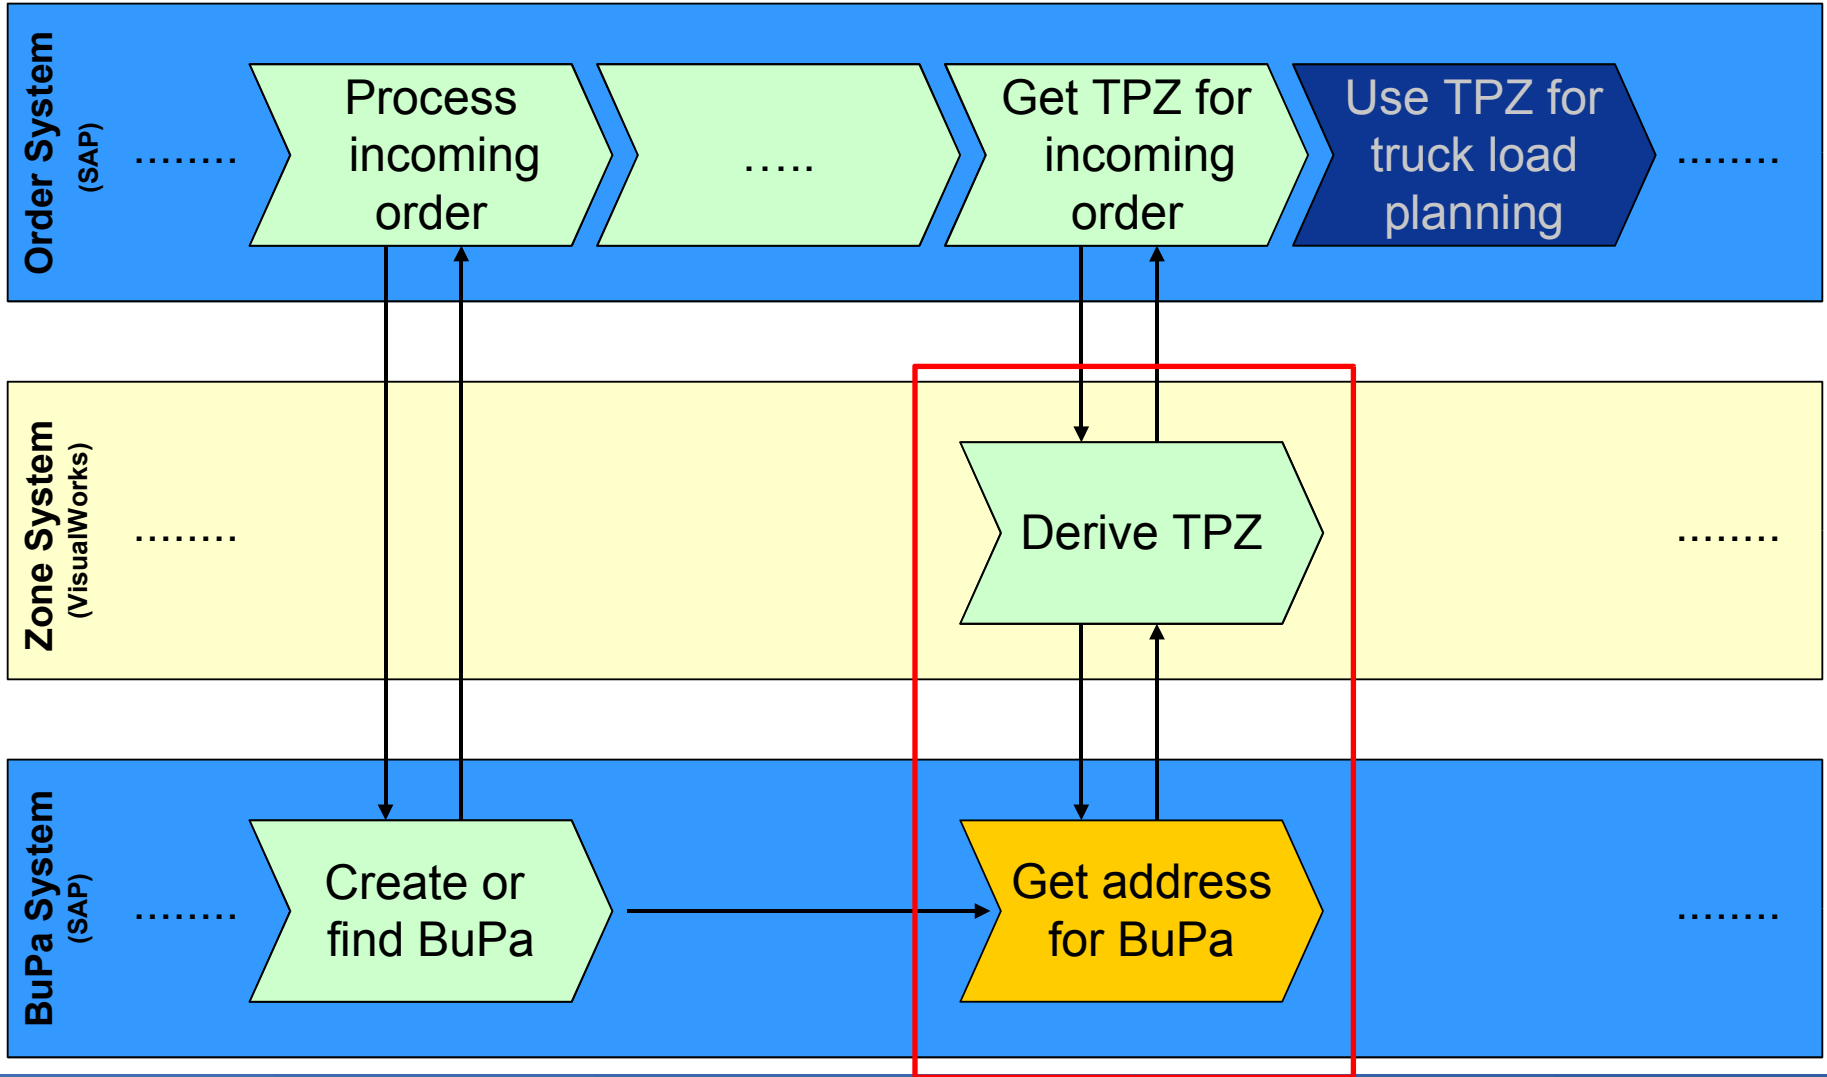 Order System
(SAP)
........
Process
incoming
order
.....
Get TPZ for
incoming
order
Use TPZ for
truck load
planning
........
Zone System
(VisualWorks)
........
Derive TPZ
........
BuPa System
(SAP)
........
Create or
find BuPa
Get address
for BuPa
........